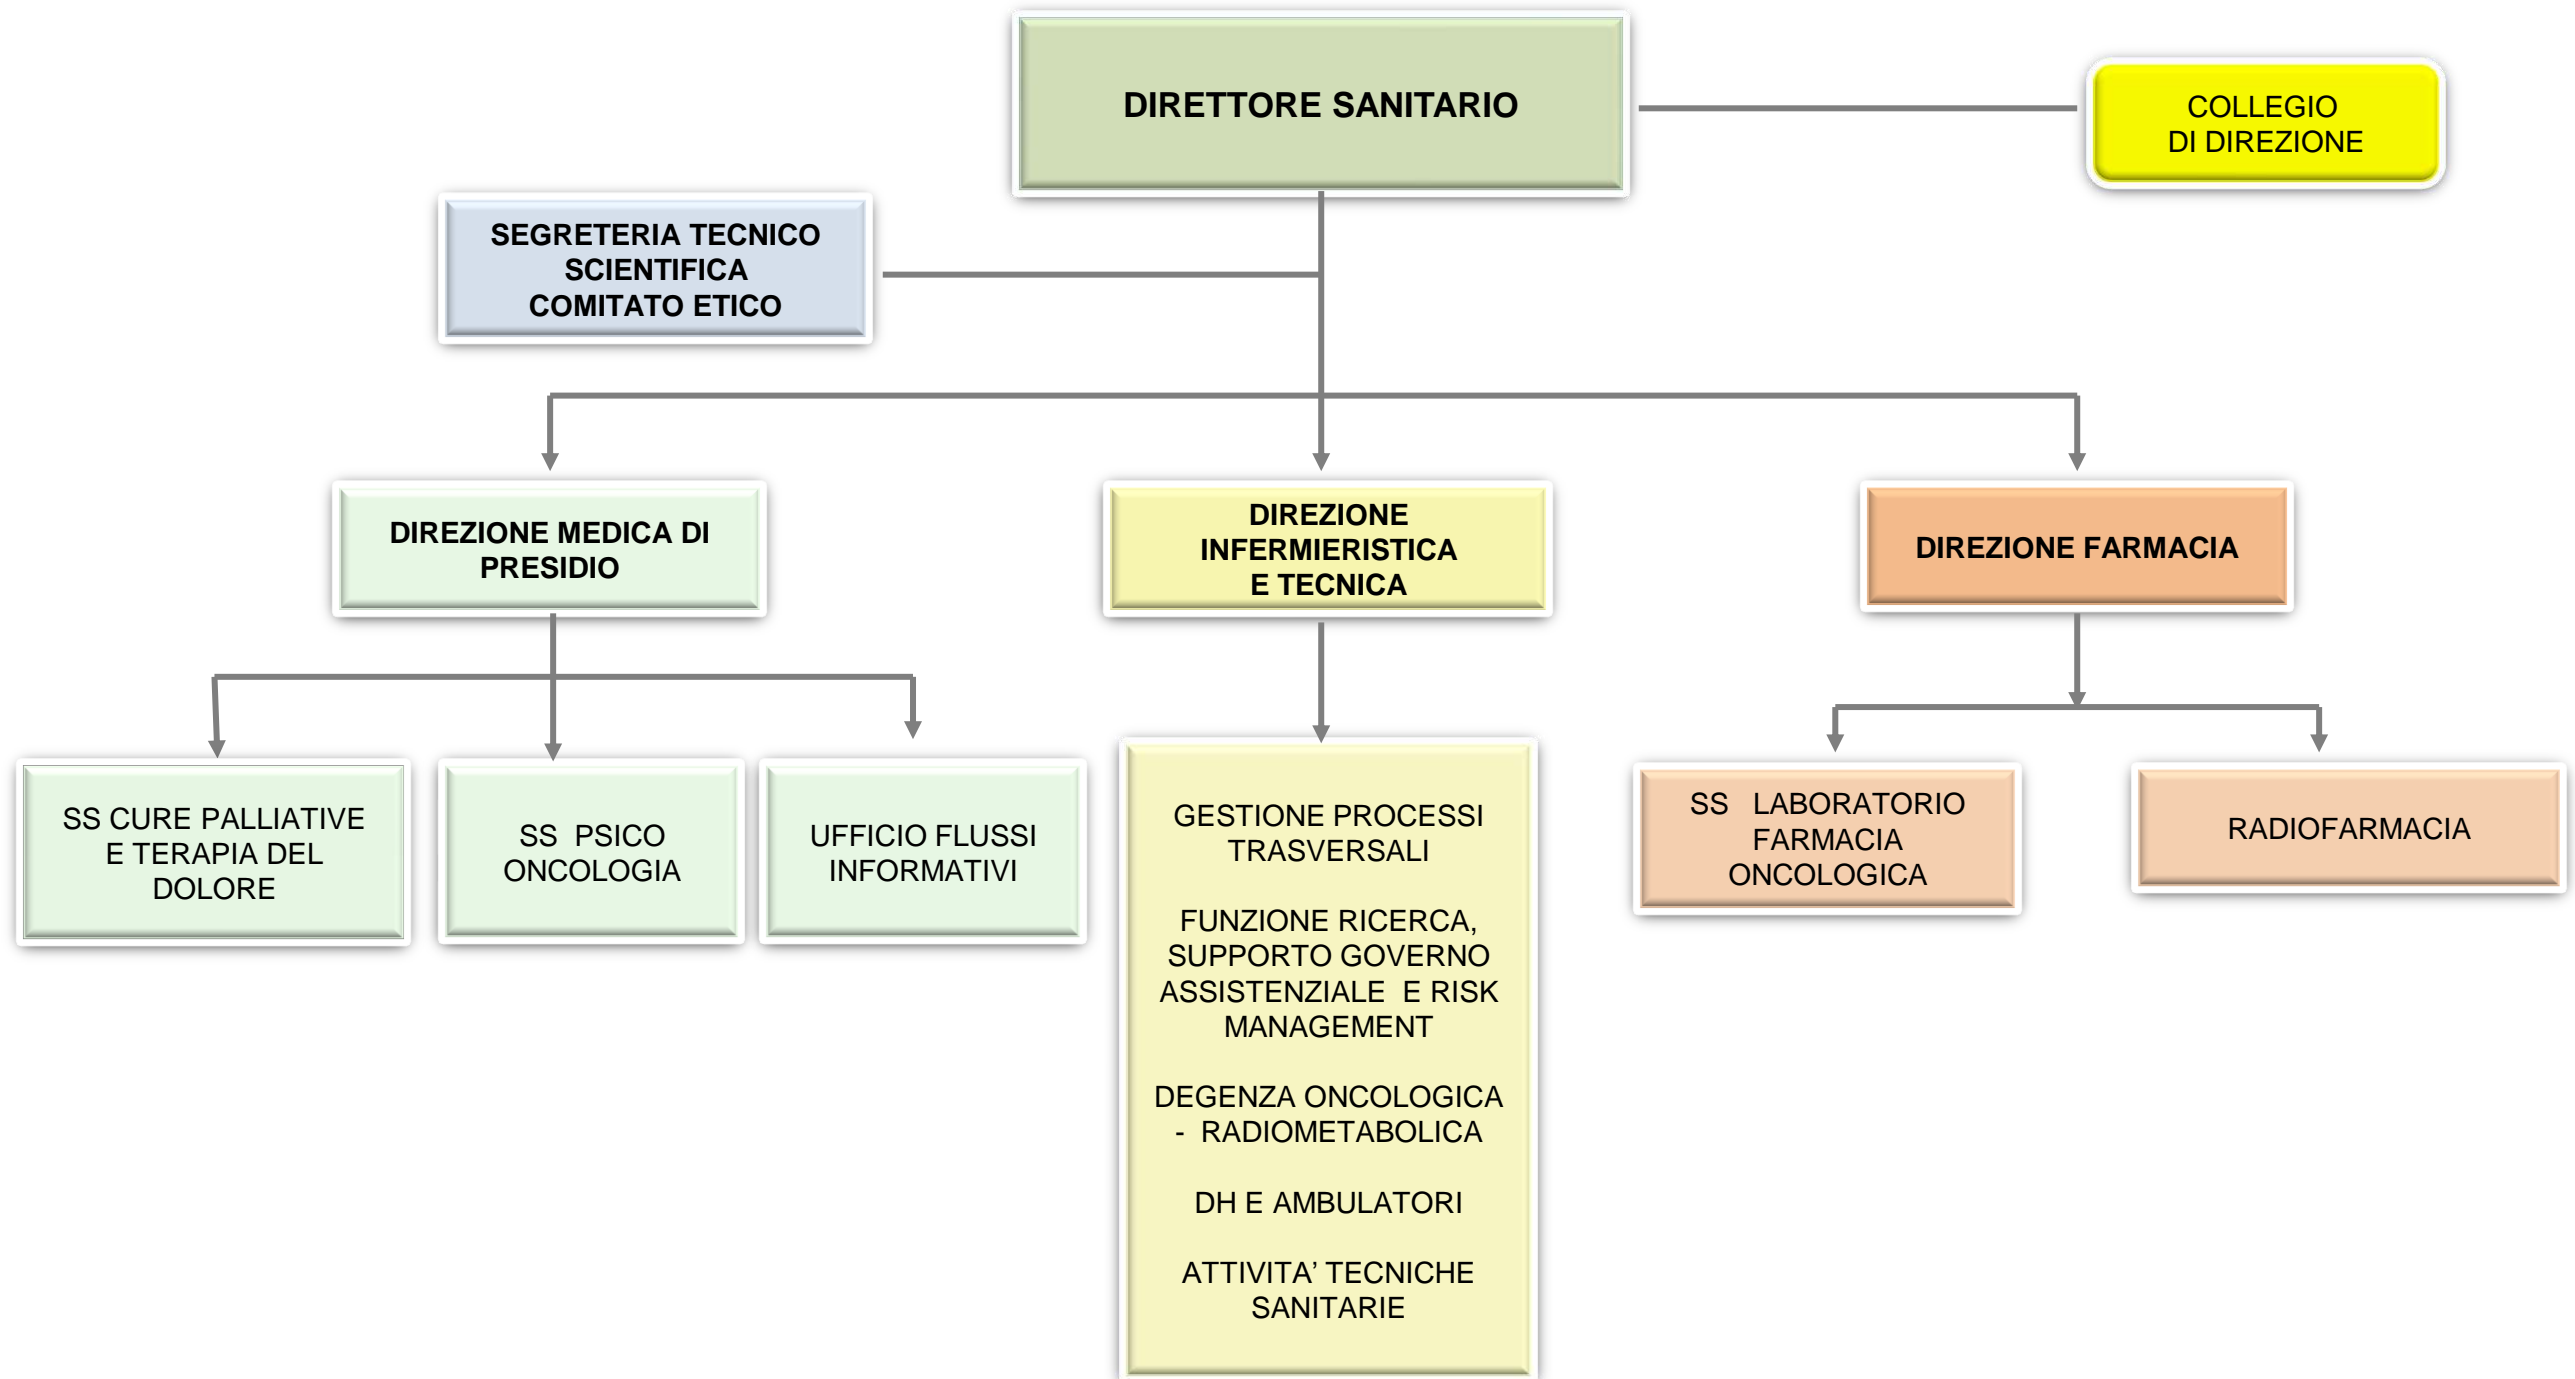 DIRETTORE SANITARIO
COLLEGIO
DI DIREZIONE
SEGRETERIA TECNICO
SCIENTIFICA
COMITATO ETICO
DIREZIONE MEDICA DI
PRESIDIO
DIREZIONE
INFERMIERISTICA
E TECNICA
DIREZIONE FARMACIA
SS CURE PALLIATIVE
E TERAPIA DEL
DOLORE
SS PSICO
ONCOLOGIA
UFFICIO FLUSSI
INFORMATIVI
GESTIONE PROCESSI
TRASVERSALI
FUNZIONE RICERCA,
SUPPORTO GOVERNO
ASSISTENZIALE E RISK
MANAGEMENT
DEGENZA ONCOLOGICA
- RADIOMETABOLICA
DH E AMBULATORI
ATTIVITA’ TECNICHE
SANITARIE
SS LABORATORIO
FARMACIA
ONCOLOGICA
RADIOFARMACIA